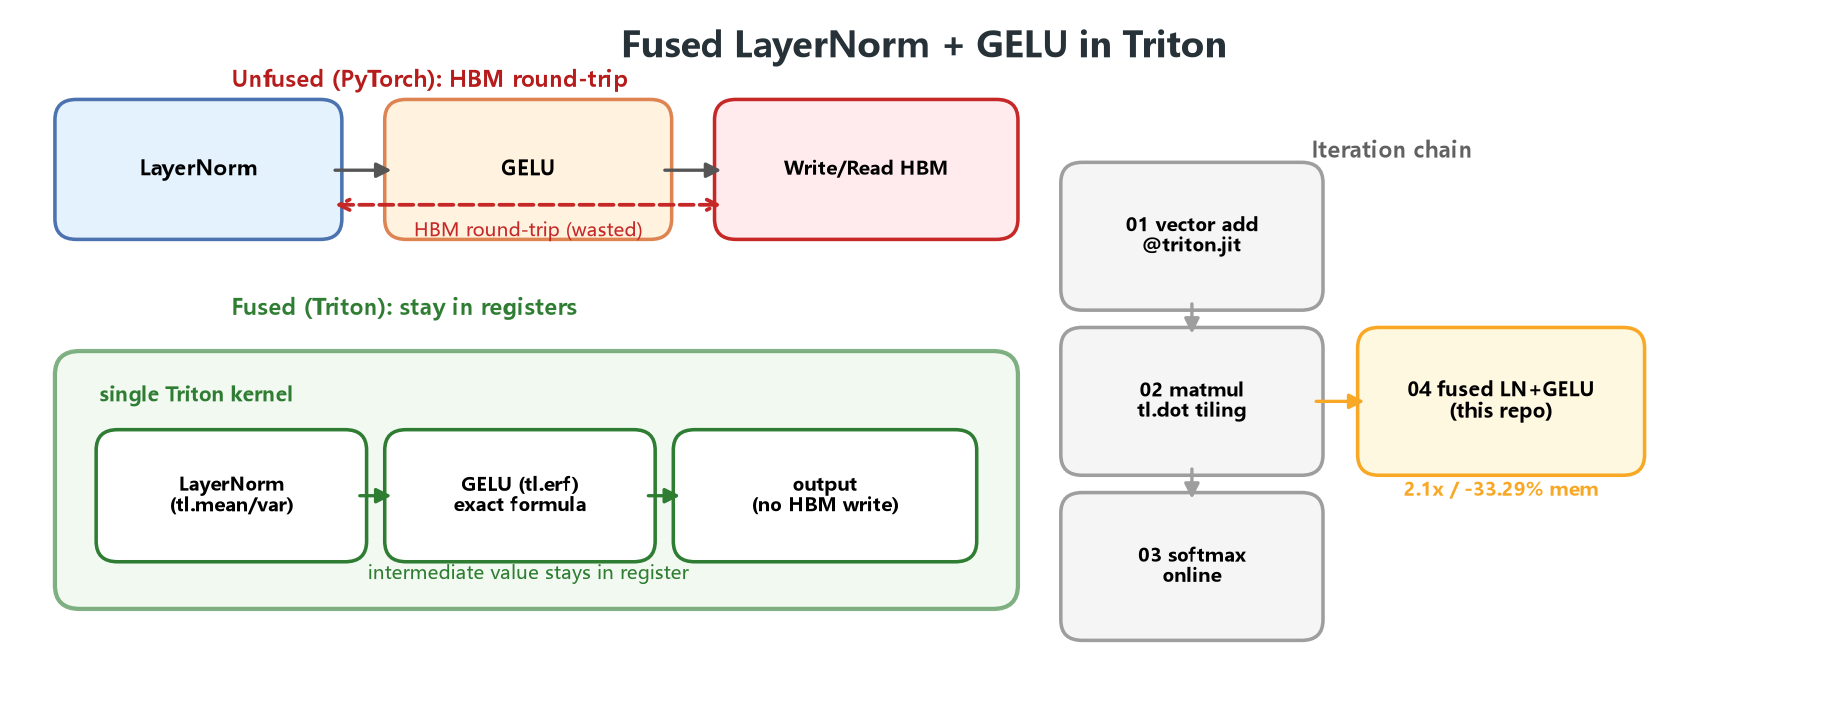 Fused LayerNorm + GELU in Triton
Unfused (PyTorch): HBM round-trip
LayerNorm
GELU
Write/Read HBM
HBM round-trip (wasted)
Fused (Triton): stay in registers
single Triton kernel
LayerNorm
(tl.mean/var)
GELU (tl.erf)
exact formula
output
(no HBM write)
intermediate value stays in register
Iteration chain
01 vector add
@triton.jit
02 matmul
tl.dot tiling
04 fused LN+GELU
(this repo)
2.1x / -33.29% mem
03 softmax
online